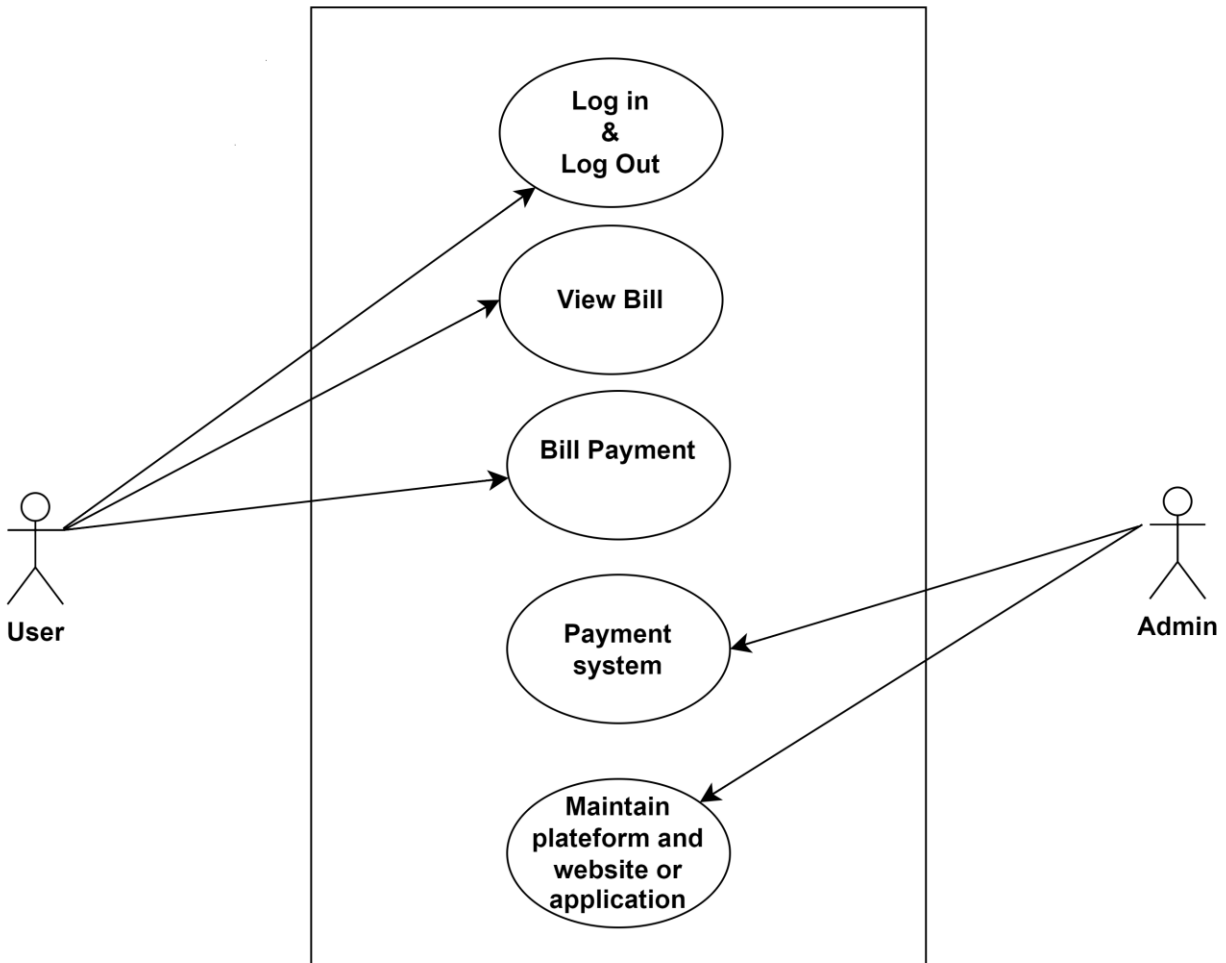 Log in
&
Log Out
View Bill
Bill Payment
User
Payment
system
Admin
Maintain
plateform and
website or
application